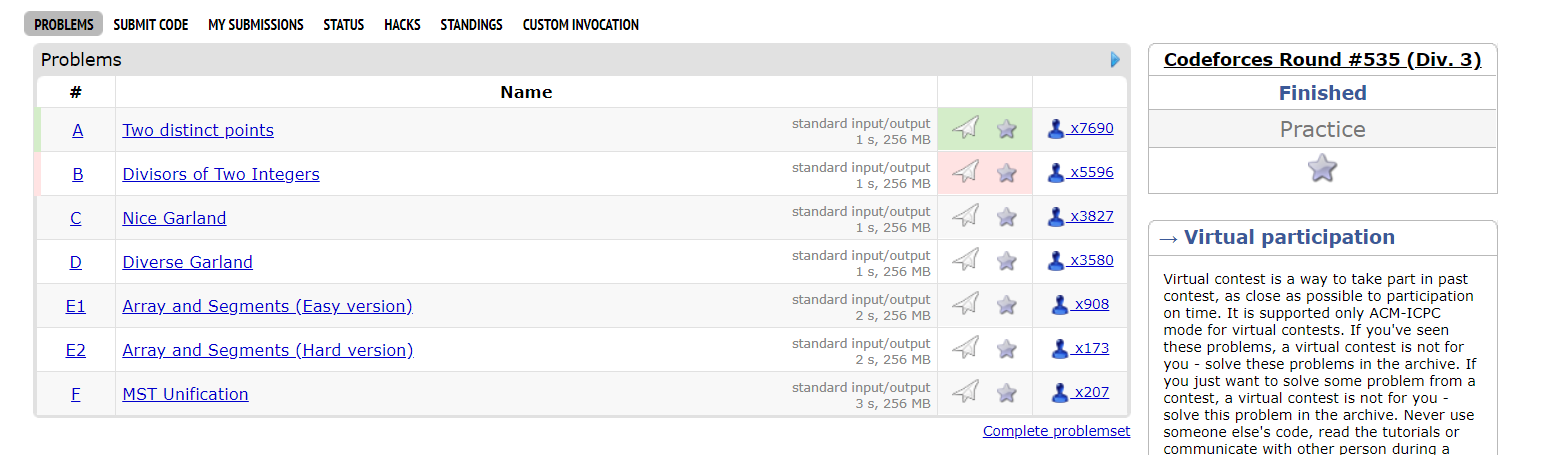 PROBLEMS SUBMIT CODE MY SUBMISSIONS STATUS HACKS STANDINGS CUSTOM INVOCATION
Problems
# Name
A Two distinct points standard input/output x7690
1 s, 256 MB
B Divisors of Two Integers standard input/output x5596
1 s, 256 MB
C Nice Garland standard input/output x3827
1 s, 256 MB
D Diverse Garland standard input/output x3580
1 s, 256 MB
E1 Array and Segments (Easy version) standard input/output x908
2 s, 256 MB
E2 Array and Segments (Hard version) standard input/output x173
2 s, 256 MB
F MST Unification standard input/output x207
3 s, 256 MB
Complete problemset
Codeforces Round #535 (Div. 3)
Finished
Practice
→ Virtual participation
Virtual contest is a way to take part in past
contest, as close as possible to participation
on time. It is supported only ACM-ICPC
mode for virtual contests. If you've seen
these problems, a virtual contest is not for
you - solve these problems in the archive. If
you just want to solve some problem from a
contest, a virtual contest is not for you -
solve this problem in the archive. Never use
someone else's code, read the tutorials or
communicate with other person during a